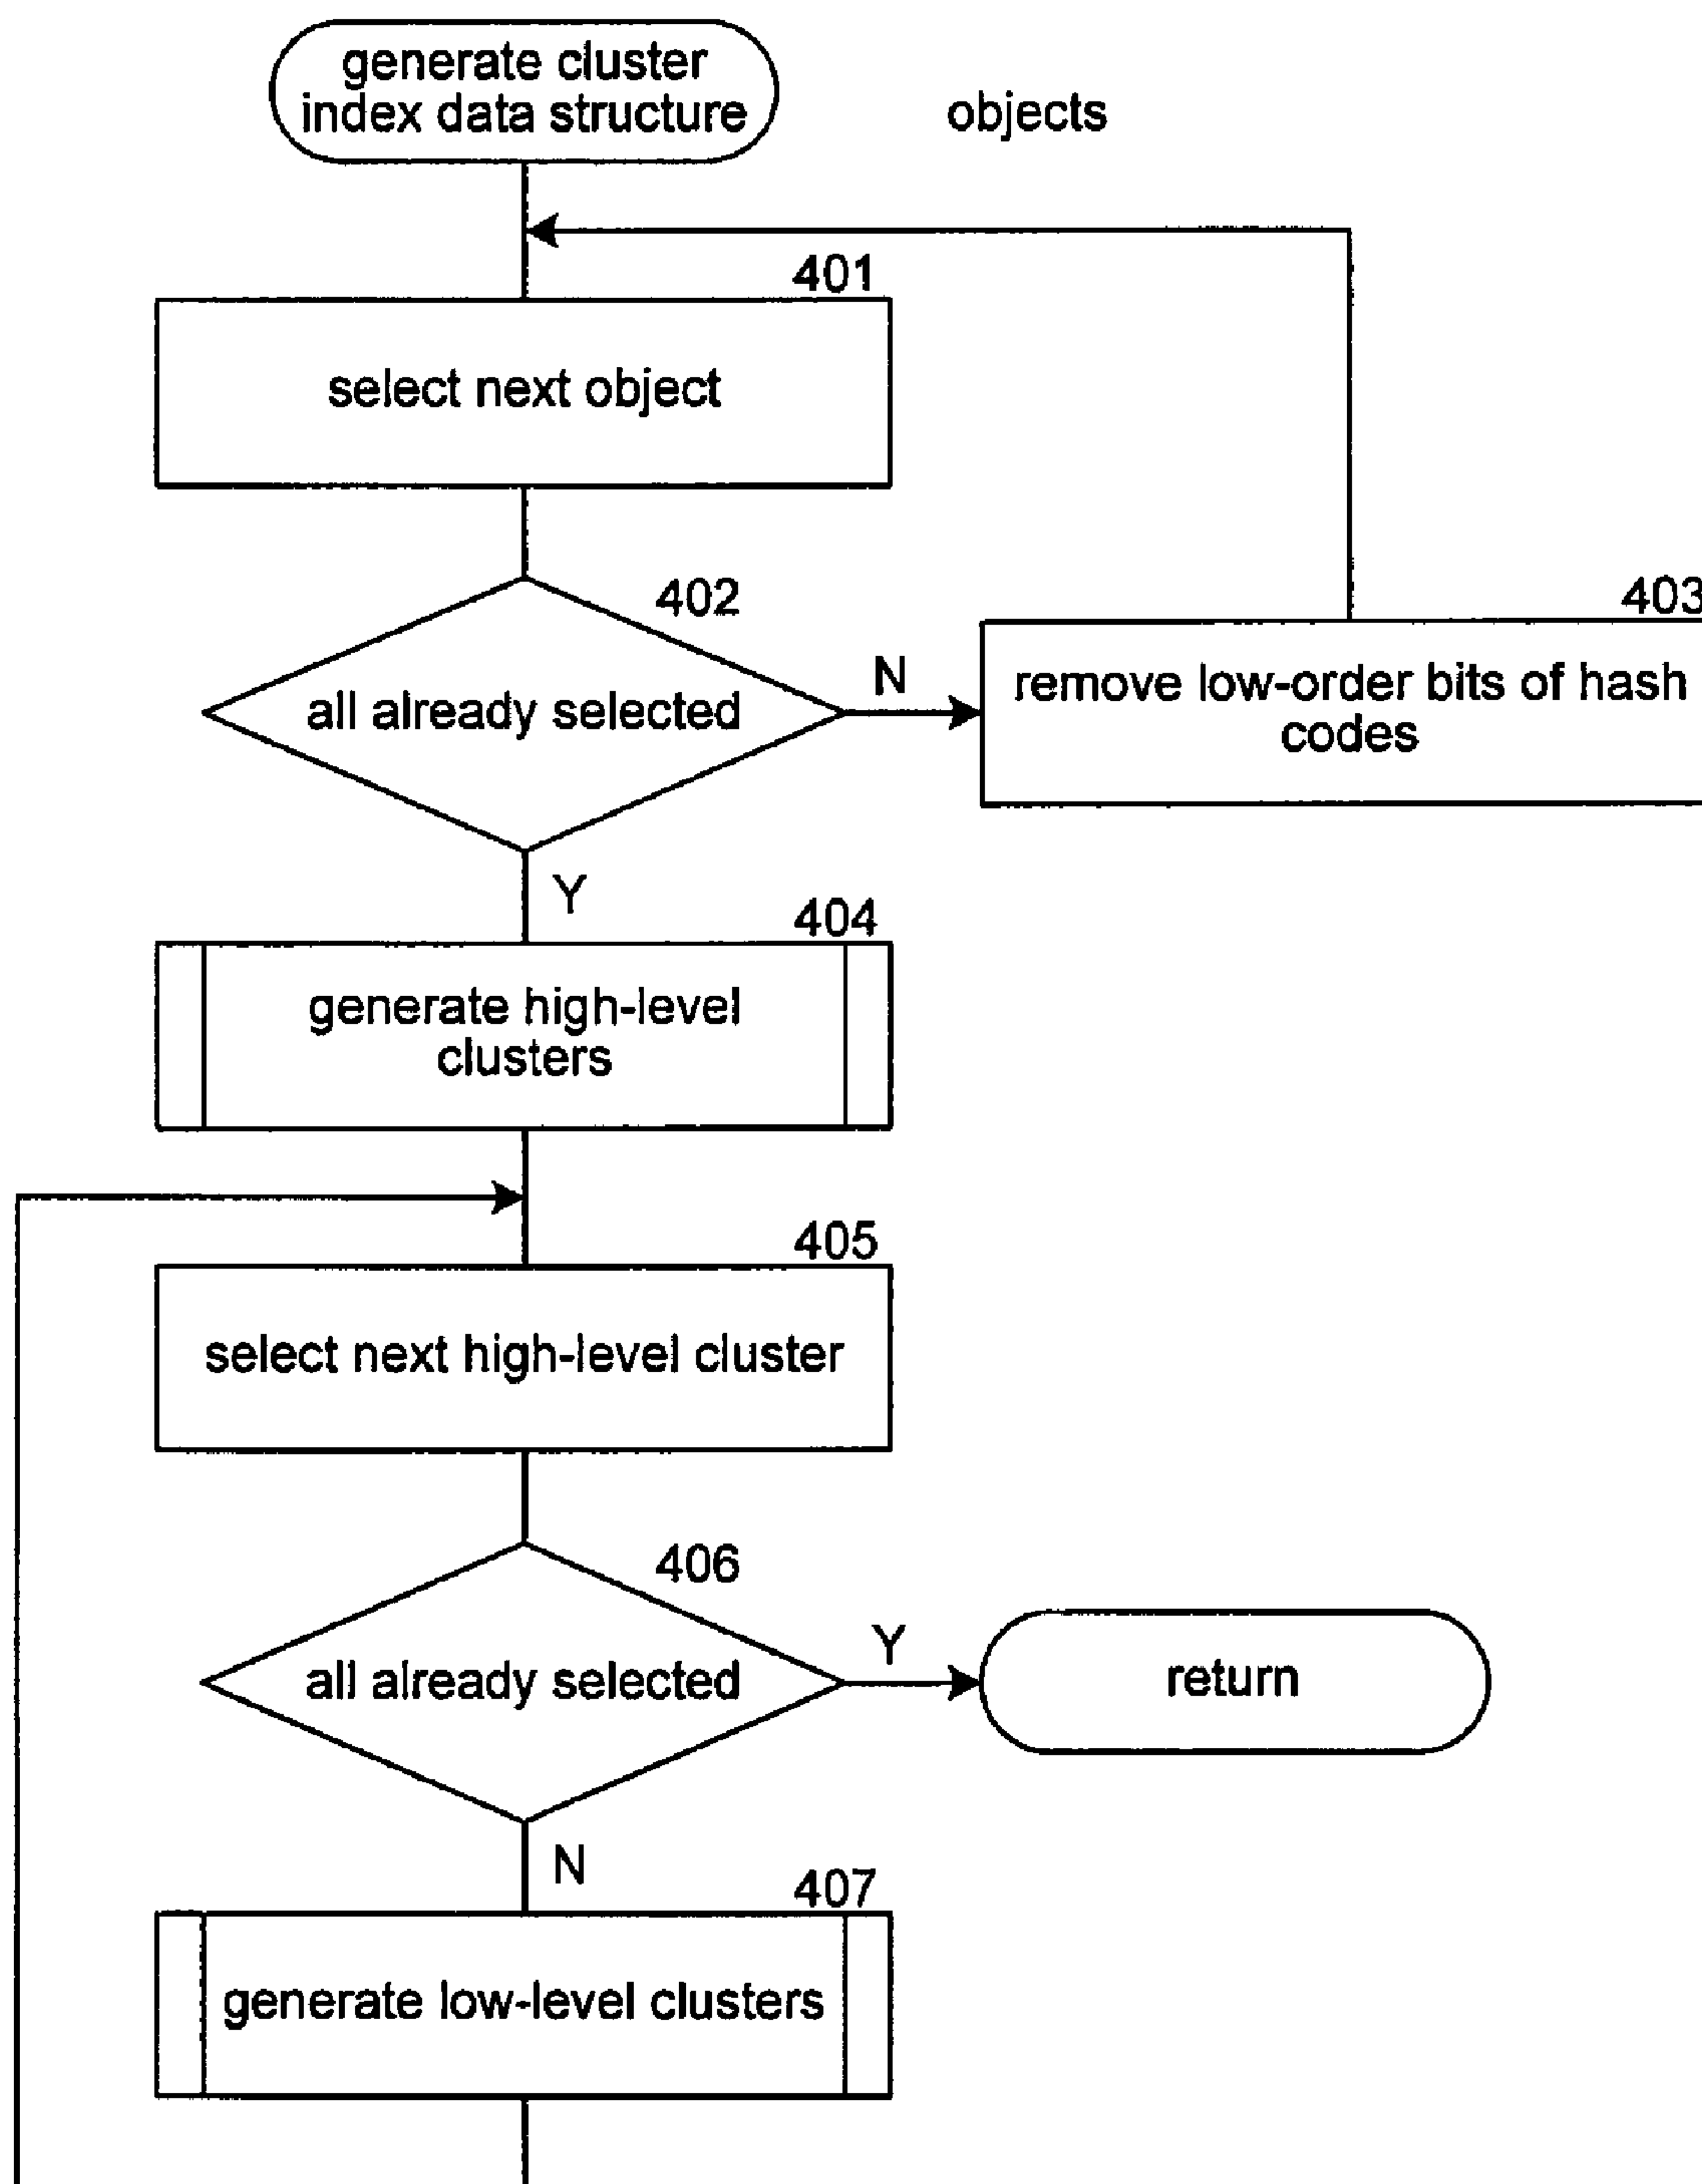 generate cluster
index data structure
objects
401
select next object
402
all already selected
N
403
remove low-order bits of hash
codes
Y
404
generate high-level
clusters
405
select next high-level cluster
406
all already selected
Y
return
N
407
generate low-level clusters